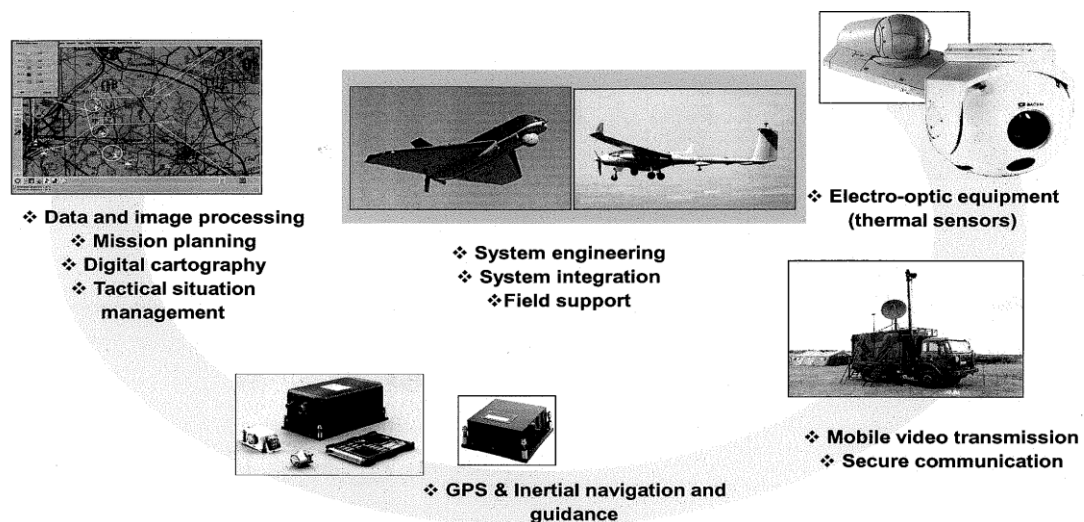 ❖ Data and image processing
❖ Mission planning
❖ Digital cartography
❖ Tactical situation
management
❖ System engineering
❖ System integration
❖Field support
❖ Electro-optic equipment
(thermal sensors)
❖ Mobile video transmission
❖ Secure communication
❖ GPS & Inertial navigation and
guidance